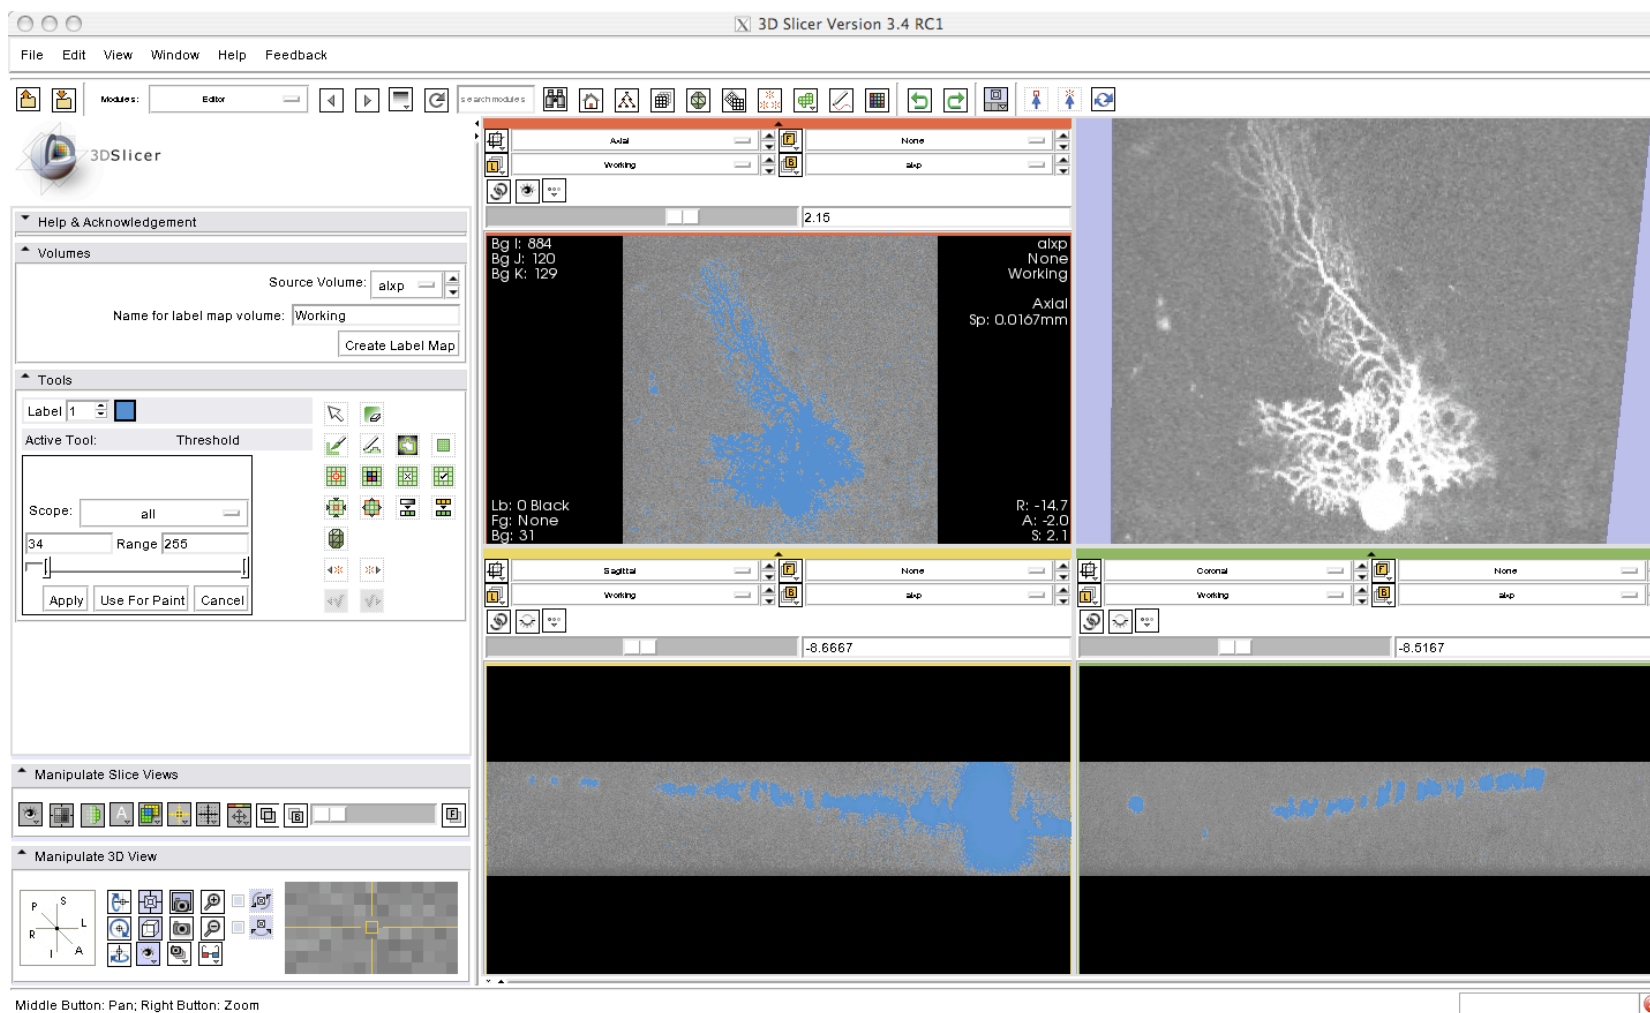 3D Slicer Version 3.4 RC1
File Edit View Window Help Feedback
Modules: Editor search modules
3DSlicer
Help & Acknowledgement
Volumes
Source Volume: alxp
Name for label map volume: Working
Create Label Map
Tools
Label 1
Active Tool: Threshold
Scope: all
34 Range 255
Apply Use For Paint Cancel
Manipulate Slice Views
Manipulate 3D View
P S L R I A
Middle Button: Pan; Right Button: Zoom
Axial F None
L Working B alxp
2.15
Bg I: 884
Bg J: 120
Bg K: 129
alxp
None
Working
Axial
Sp: 0.0167mm
Lb: 0 Black
Fg: None
Bg: 31
R: -14.7
A: -2.0
S: 2.1
Sagittal F None
L Working B alxp
-8.6667
Coronal F None
L Working B alxp
-8.5167